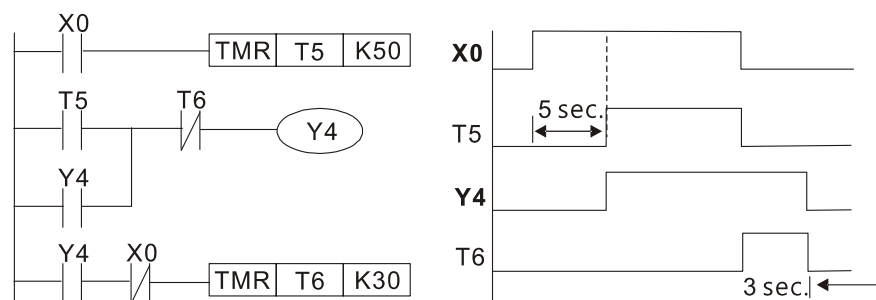 X0
TMR T5 K50
T5 T6
Y4
Y4
Y4 X0
TMR T6 K30
X0
5 sec.
T5
Y4
T6
3 sec.